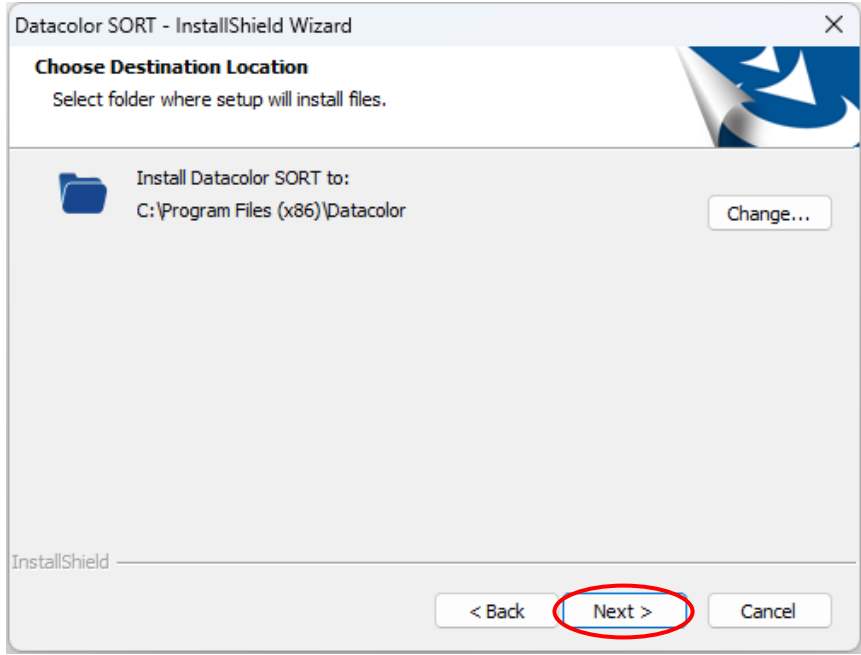 Datacolor SORT - InstallShield Wizard
Choose Destination Location
Select folder where setup will install files.
Install Datacolor SORT to:
C:\Program Files (x86)\Datacolor
Change...
InstallShield
< Back Next > Cancel